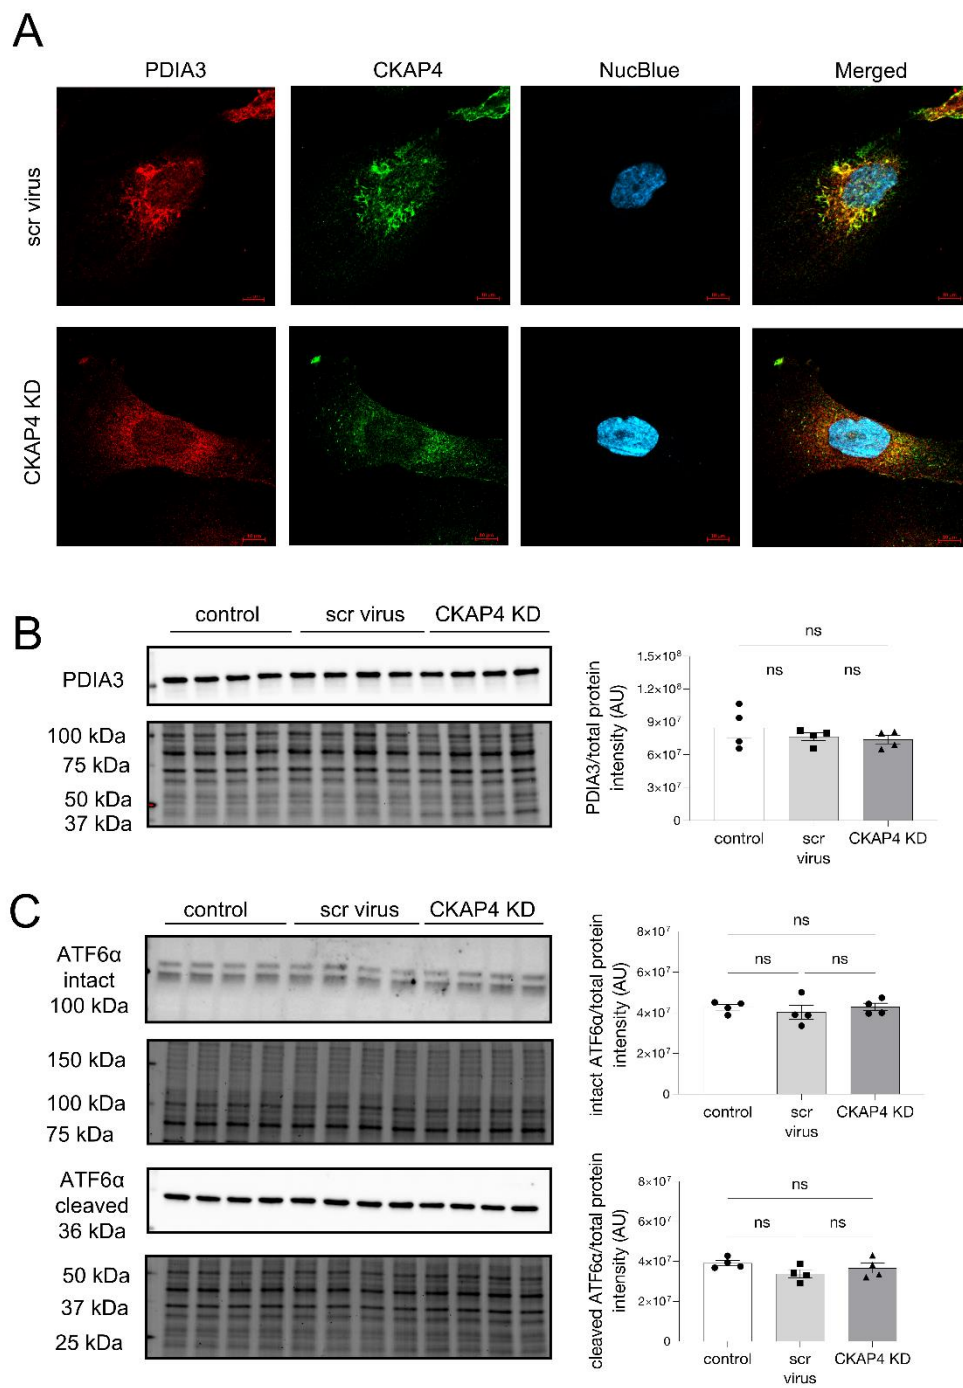 A
PDIA3 CKAP4 NucBlue Merged
scr virus
CKAP4 KD
B
control scr virus CKAP4 KD
PDIA3
100 kDa
75 kDa
50 kDa
37 kDa
ns
ns ns
1.5×10⁸
1.2×10⁸
9×10⁷
6×10⁷
3×10⁷
0
PDIA3/total protein
intensity (AU)
control scr CKAP4 KD
virus
C
control scr virus CKAP4 KD
ATF6α
intact
100 kDa
150 kDa
100 kDa
75 kDa
ATF6α
cleaved
36 kDa
50 kDa
37 kDa
25 kDa
ns
ns ns
8×10⁷
6×10⁷
4×10⁷
2×10⁷
0
intact ATF6α/total protein
intensity (AU)
control scr CKAP4 KD
virus
ns
ns ns
8×10⁷
6×10⁷
4×10⁷
2×10⁷
0
cleaved ATF6α/total protein
intensity (AU)
control scr CKAP4 KD
virus